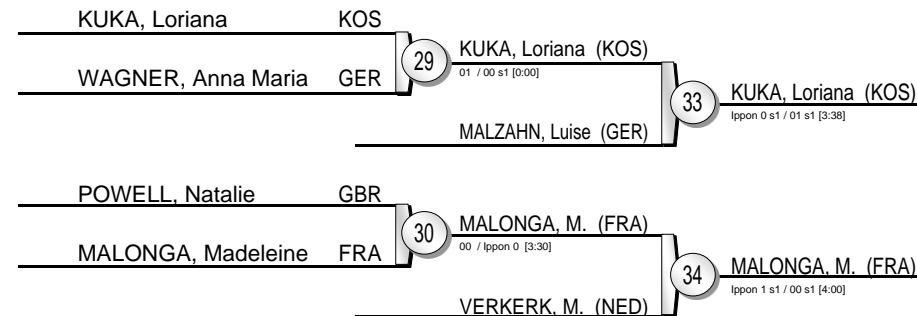 KUKA, Loriana KOS
WAGNER, Anna Maria GER
29
KUKA, Loriana (KOS)
01 / 00 s1 [0:00]
MALZAHN, Luise (GER)
33
KUKA, Loriana (KOS)
Ippon 0 s1 / 01 s1 [3:38]
POWELL, Natalie GBR
MALONGA, Madeleine FRA
30
MALONGA, M. (FRA)
00 / Ippon 0 [3:30]
VERKERK, M. (NED)
34
MALONGA, M. (FRA)
Ippon 1 s1 / 00 s1 [4:00]